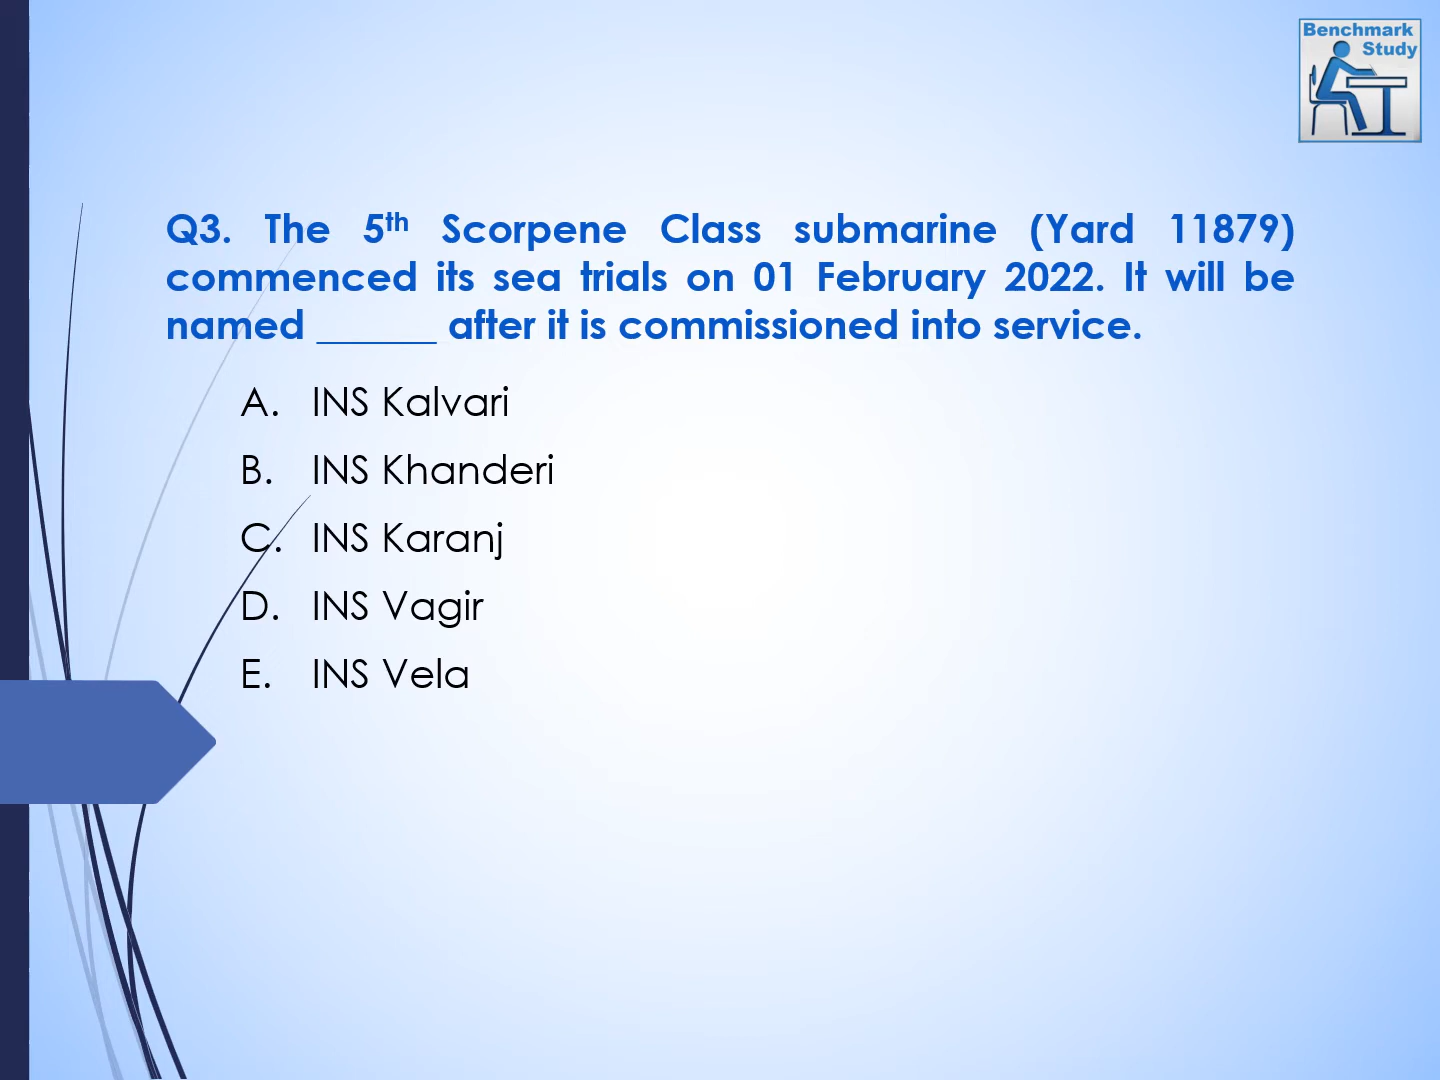 Benchmark
Study
Q3. The 5th Scorpene Class submarine (Yard 11879)
commenced its sea trials on 01 February 2022. It will be
named ______ after it is commissioned into service.
A. INS Kalvari
B. INS Khanderi
C. INS Karanj
D. INS Vagir
E. INS Vela